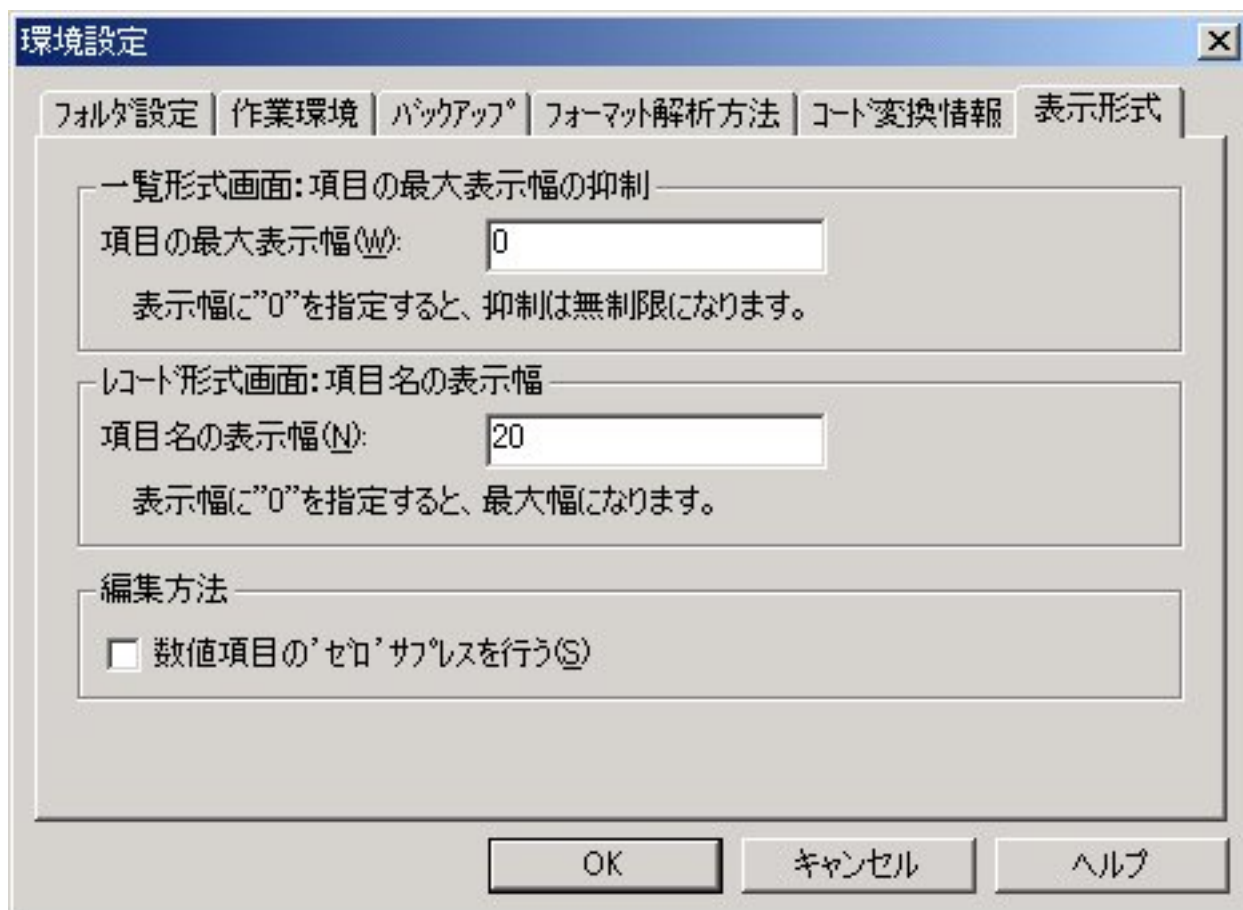 環境設定
ﾌｫﾙﾀﾞ設定 作業環境 ﾊﾞｯｸｱｯﾌﾟ ﾌｫｰﾏｯﾄ解析方法 ｺｰﾄﾞ変換情報 表示形式
一覧形式画面:項目の最大表示幅の抑制
項目の最大表示幅(W): 0
表示幅に”0”を指定すると、抑制は無制限になります。
ﾚｺｰﾄﾞ形式画面:項目名の表示幅
項目名の表示幅(N): 20
表示幅に”0”を指定すると、最大幅になります。
編集方法
数値項目の’ｾﾞﾛ’ｻﾌﾟﾚｽを行う(S)
OK キャンセル ヘルプ